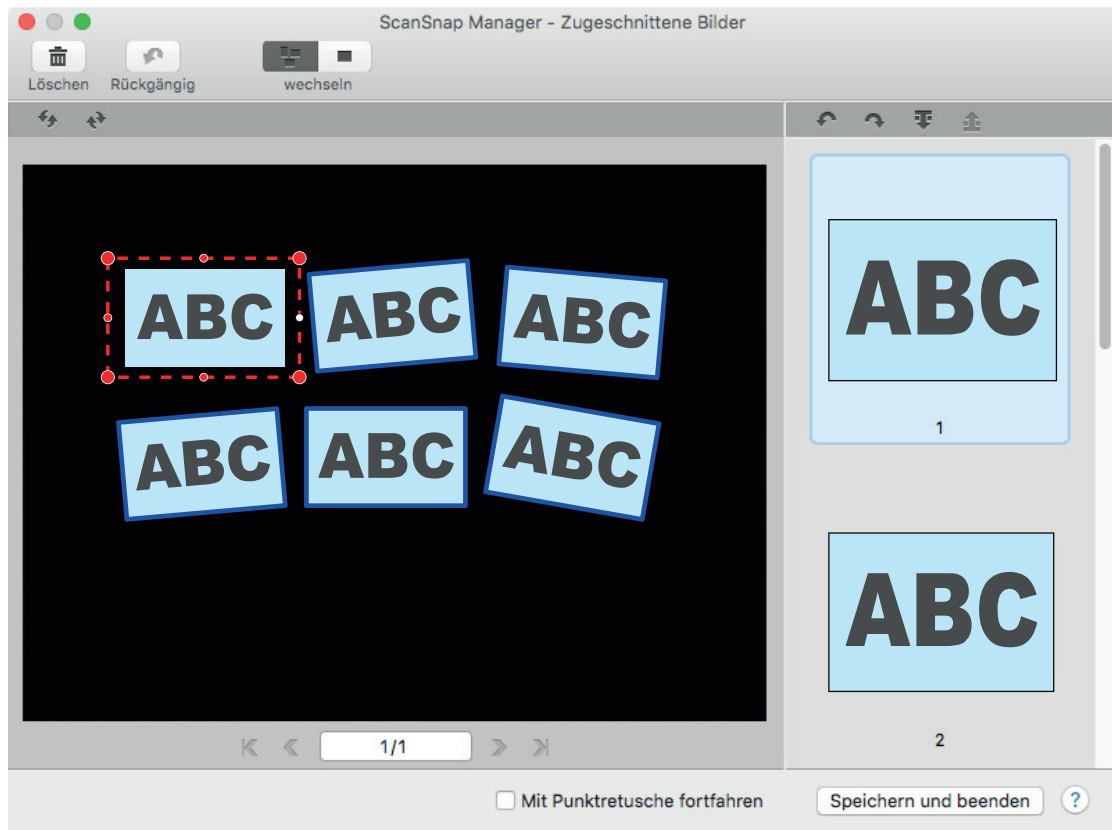 ScanSnap Manager - Zugeschnittene Bilder
Löschen Rückgängig wechseln
ABC ABC ABC
ABC ABC ABC
ABC
1
ABC
2
1/1
Mit Punktretusche fortfahren Speichern und beenden ?